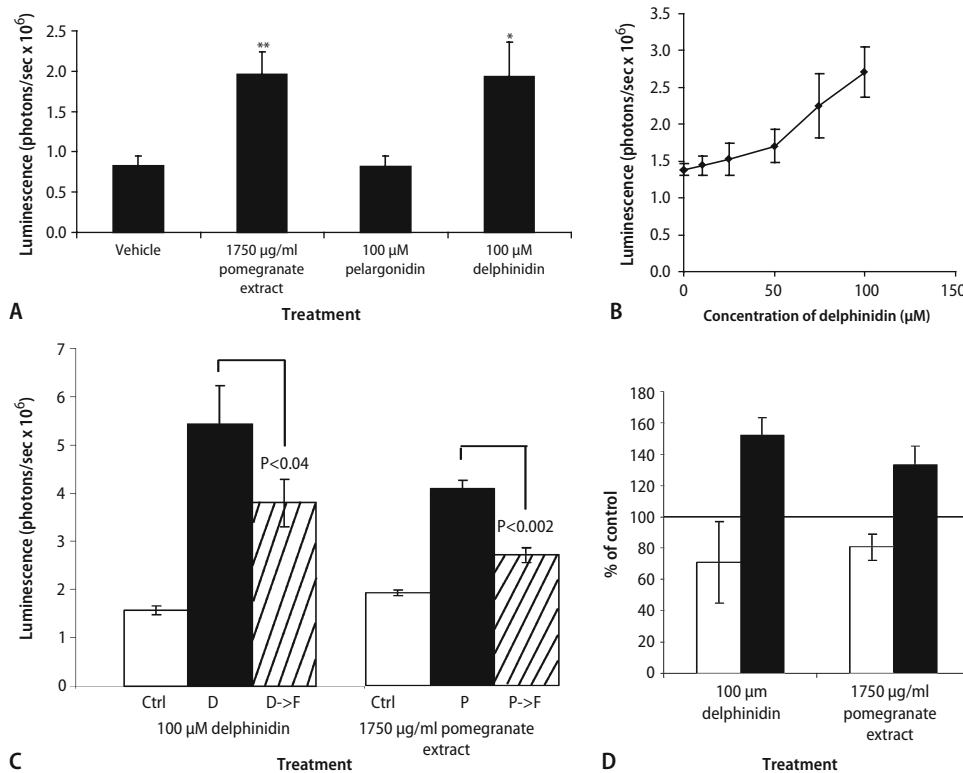 Luminescence (photons/sec x 10⁶)
2.5
2.0
1.5
1.0
0.5
0.0
**
*
Vehicle
1750 µg/ml
pomegranate
extract
100 µM
pelargonidin
100 µM
delphinidin
A
Treatment
Luminescence (photons/sec x 10⁶)
3.5
3.0
2.5
2.0
1.5
1.0
0.5
0.0
0
50
100
150
B
Concentration of delphinidin (µM)
Luminescence (photons/sec x 10⁶)
7
6
5
4
3
2
1
0
P<0.04
P<0.002
Ctrl
D
D->F
Ctrl
P
P->F
100 µM delphinidin
1750 µg/ml pomegranate
extract
C
Treatment
% of control
180
160
140
120
100
80
60
40
20
0
100 µm
delphinidin
1750 µg/ml
pomegranate
extract
D
Treatment